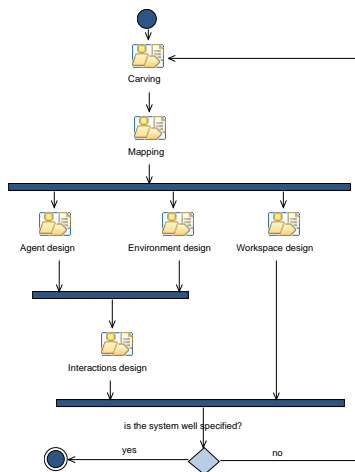 Carving
Mapping
Agent design
Environment design
Workspace design
Interactions design
is the system well specified?
yes
no